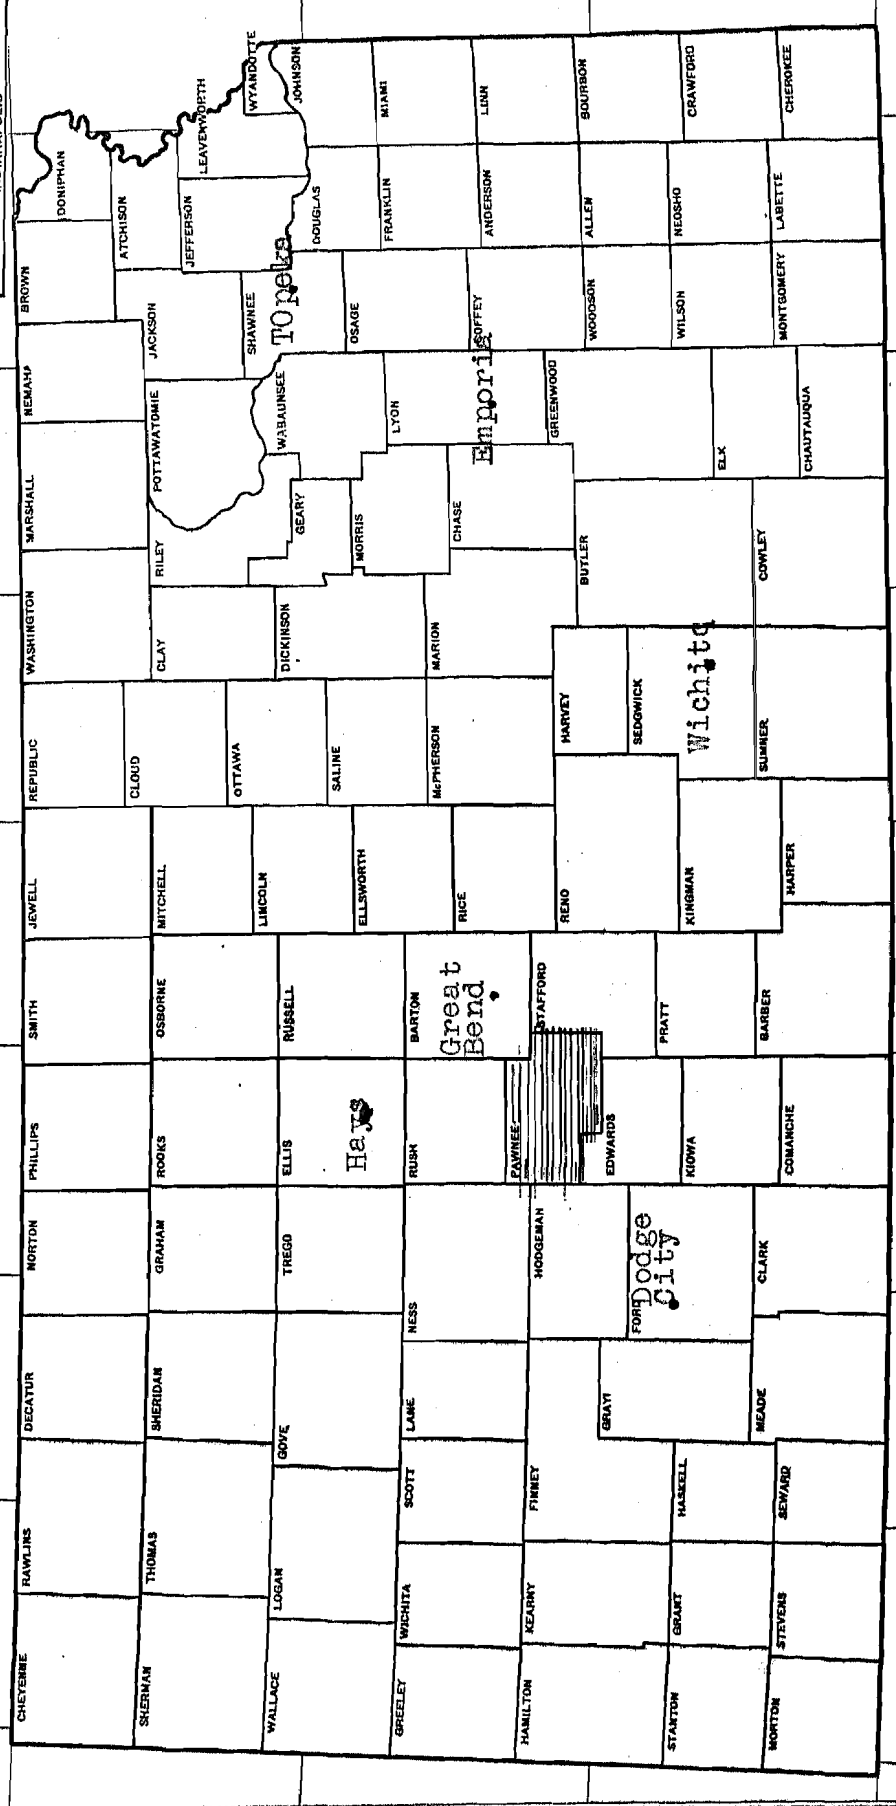 CHEYENNE
RAWLINS
DECATUR
NORTON
PHILLIPS
SMITH
JEWELL
REPUBLIC
WASHINGTON
MARSHALL
NEMAHA
BROWN
DONIPHAN
ATCHISON
SHERMAN
THOMAS
SHERIDAN
GRAHAM
ROOKS
OSBORNE
MITCHELL
CLOUD
CLAY
RILEY
POTTAWATOMIE
JACKSON
JEFFERSON
LEAVENWORTH
WYANDOTTE
WALLACE
LOGAN
GOVE
TREGO
ELLIS
RUSSELL
LINCOLN
OTTAWA
DICKINSON
GEARY
WABAUNSEE
SHAWNEE
Topeka
DOUGLAS
JOHNSON
Hays
GREELEY
WICHITA
SCOTT
LANE
NESS
RUSH
BARTON
Great
Bend
ELLSWORTH
SALINE
MORRIS
LYON
OSAGE
FRANKLIN
MIAMI
HAMILTON
KEARNY
FINNEY
HODGEMAN
PAWNEE
STAFFORD
RICE
McPHERSON
MARION
CHASE
Emporia
COFFEY
ANDERSON
LINN
GRAY
FORD
Dodge
City
EDWARDS
RENO
HARVEY
BUTLER
GREENWOOD
WOODSON
ALLEN
BOURBON
STANTON
GRANT
HASKELL
KIOWA
PRATT
KINGMAN
SEDGWICK
Wichita
ELK
WILSON
NEOSHO
CRAWFORD
MORTON
STEVENS
SEWARD
MEADE
CLARK
COMANCHE
BARBER
HARPER
SUMNER
COWLEY
CHAUTAUQUA
MONTGOMERY
LABETTE
CHEROKEE